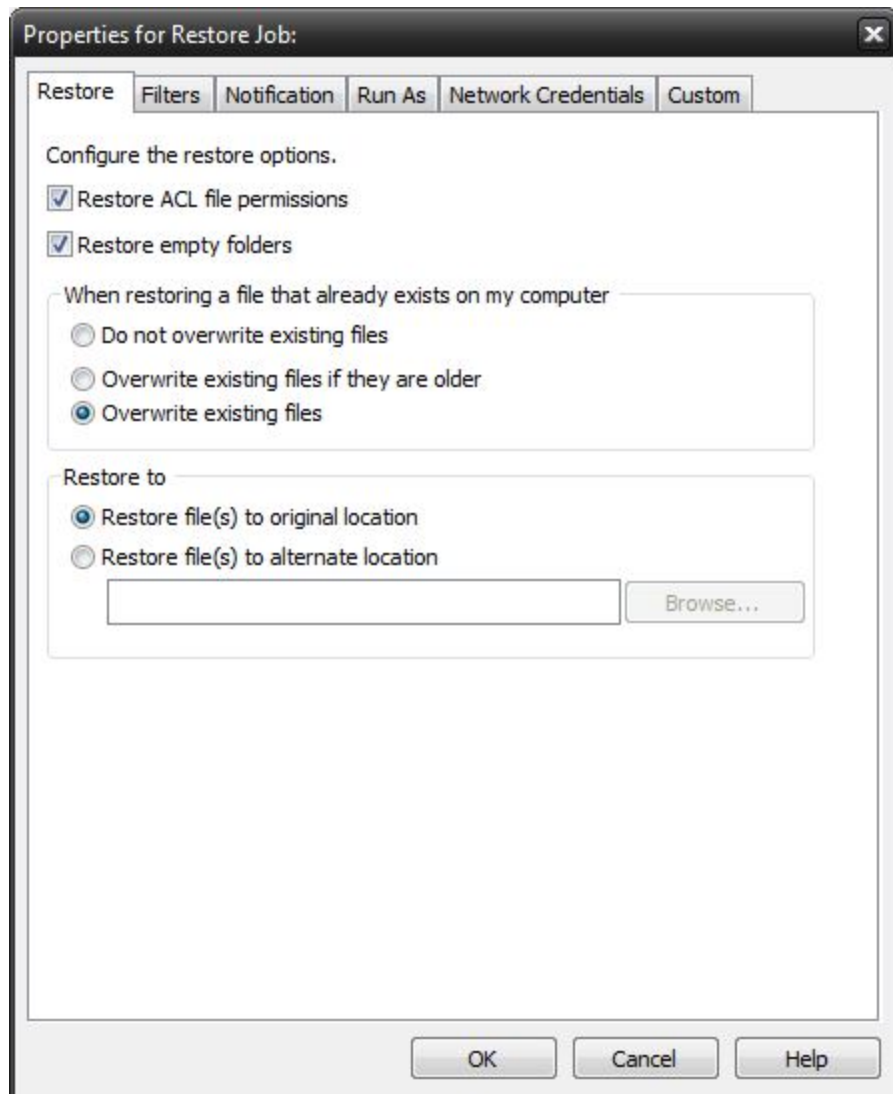 Properties for Restore Job:
Restore Filters Notification Run As Network Credentials Custom
Configure the restore options.
Restore ACL file permissions
Restore empty folders
When restoring a file that already exists on my computer
Do not overwrite existing files
Overwrite existing files if they are older
Overwrite existing files
Restore to
Restore file(s) to original location
Restore file(s) to alternate location
Browse...
OK Cancel Help